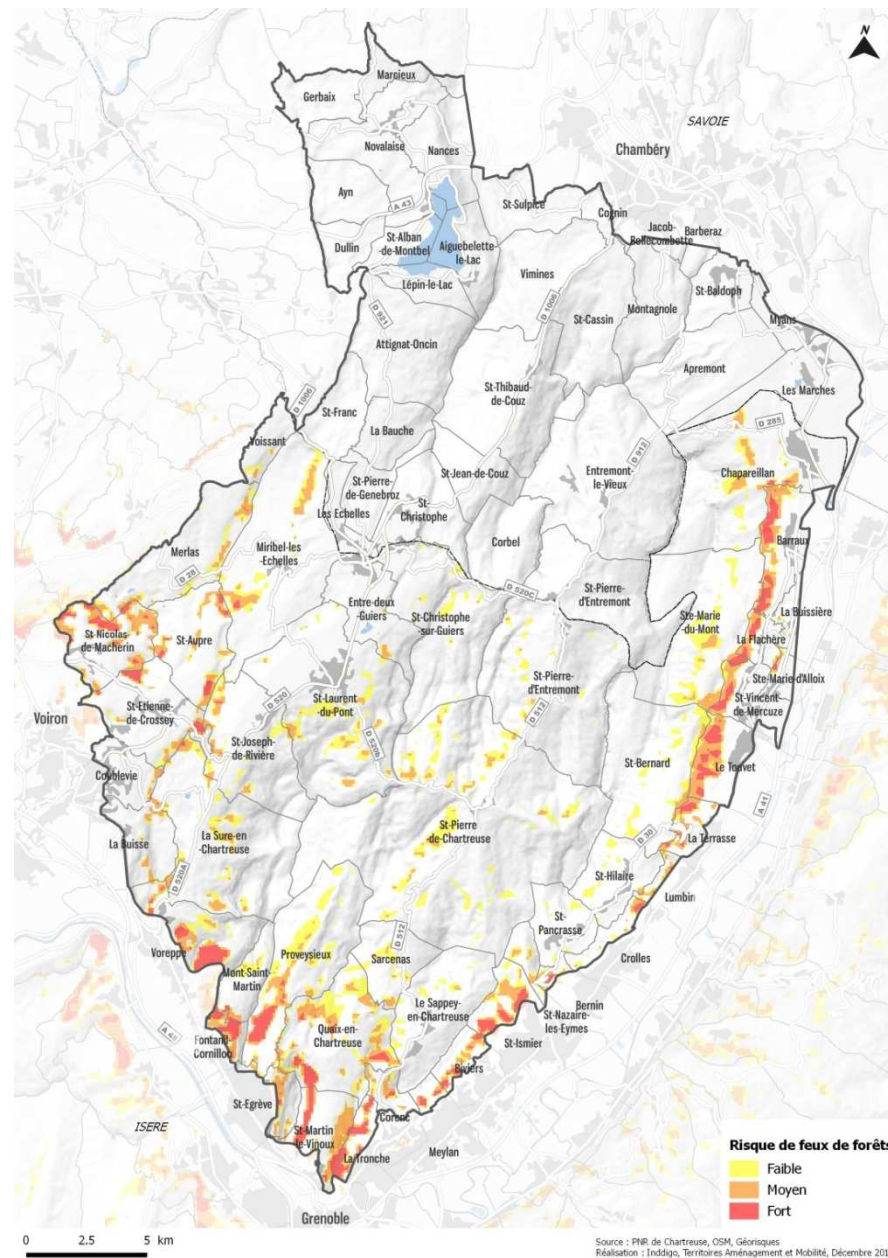 N
Marcieux
Gerbaix
SAVOIE
Novalaise
Nances
Chambéry
Ayn
A 43
St-Sulpice
Cognin
Dullin
St-Alban
-de-Montbel
Aiguebelette
-le-Lac
Jacob-
Bellecombette
Barberaz
Lépin-le-Lac
Vimines
D 1006
St-Baldoph
D 921
St-Cassin
Montagnole
Myans
Attignat-Oncin
Apremont
St-Thibaud-
de-Couz
Les Marches
D 1006
St-Franc
D 285
Voissant
La Bauche
D 912
Chapareillan
St-Pierre-
de-Genebroz
St-Jean-de-Couz
Entremont
-le-Vieux
Les Echelles
St-
Christophe
Corbel
Barraux
Merlas
Miribel-les
-Echelles
D 28
D 520C
St-Pierre-
d'Entremont
La Buissière
Entre-deux
-Guiers
St-Christophe
-sur-Guiers
Ste-Marie
-du-Mont
St-Nicolas
-de-Macherin
St-Aupre
La Flachère
St-Pierre-
d'Entremont
Ste-Marie-d'Alloix
St-Laurent
-du-Pont
D 520
St-Vincent-
de-Mercuze
Voiron
St-Etienne-
de-Crossey
D 512
St-Joseph-
de-Rivière
D 520b
St-Bernard
Le Touvet
Coublevie
A 41
La Buisse
La Sure-en
-Chartreuse
St-Pierre
-de-Chartreuse
D 30
La Terrasse
D 520A
St-Hilaire
Lumbin
St-
Pancrasse
Voreppe
Proveysieux
D 512
Sarcenas
Crolles
Mont-Saint-
Martin
Le Sappey-
en-Chartreuse
Bernin
Quaix-en-
Chartreuse
St-Nazaire-
les-Eymes
Fontanil-
Cornillon
A 48
St-Ismier
Biviers
St-Egrève
ISERE
St-Martin
-le-Vinoux
Corenc
La Tronche
Meylan
Grenoble
Risque de feux de forêts
Faible
Moyen
Fort
0 2.5 5 km
Source : PNR de Chartreuse, OSM, Géorisques
Réalisation : Inddigo, Territoires Aménagement et Mobilité, Décembre 201